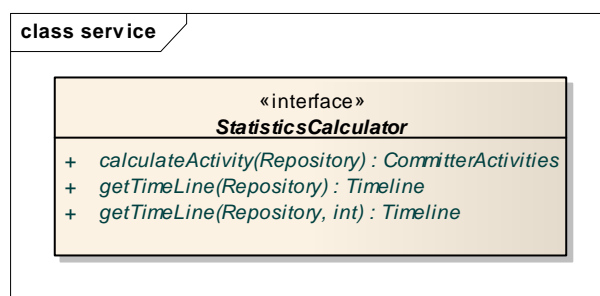 class service
«interface»
StatisticsCalculator
+ calculateActivity(Repository) : CommitterActivities
+ getTimeLine(Repository) : Timeline
+ getTimeLine(Repository, int) : Timeline